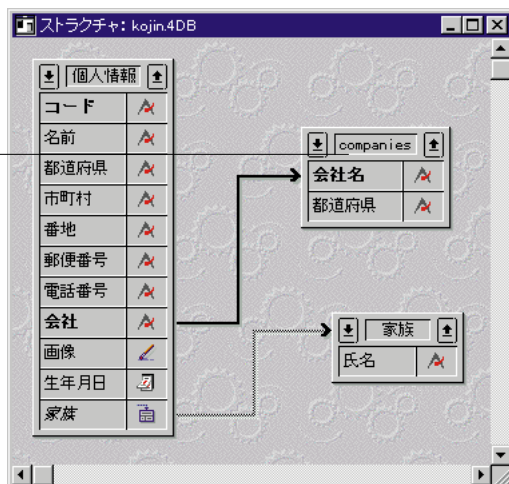 ストラクチャ: kojin.4DB
個人情報
コード
名前
都道府県
市町村
番地
郵便番号
電話番号
会社
画像
生年月日
家族
companies
会社名
都道府県
家族
氏名